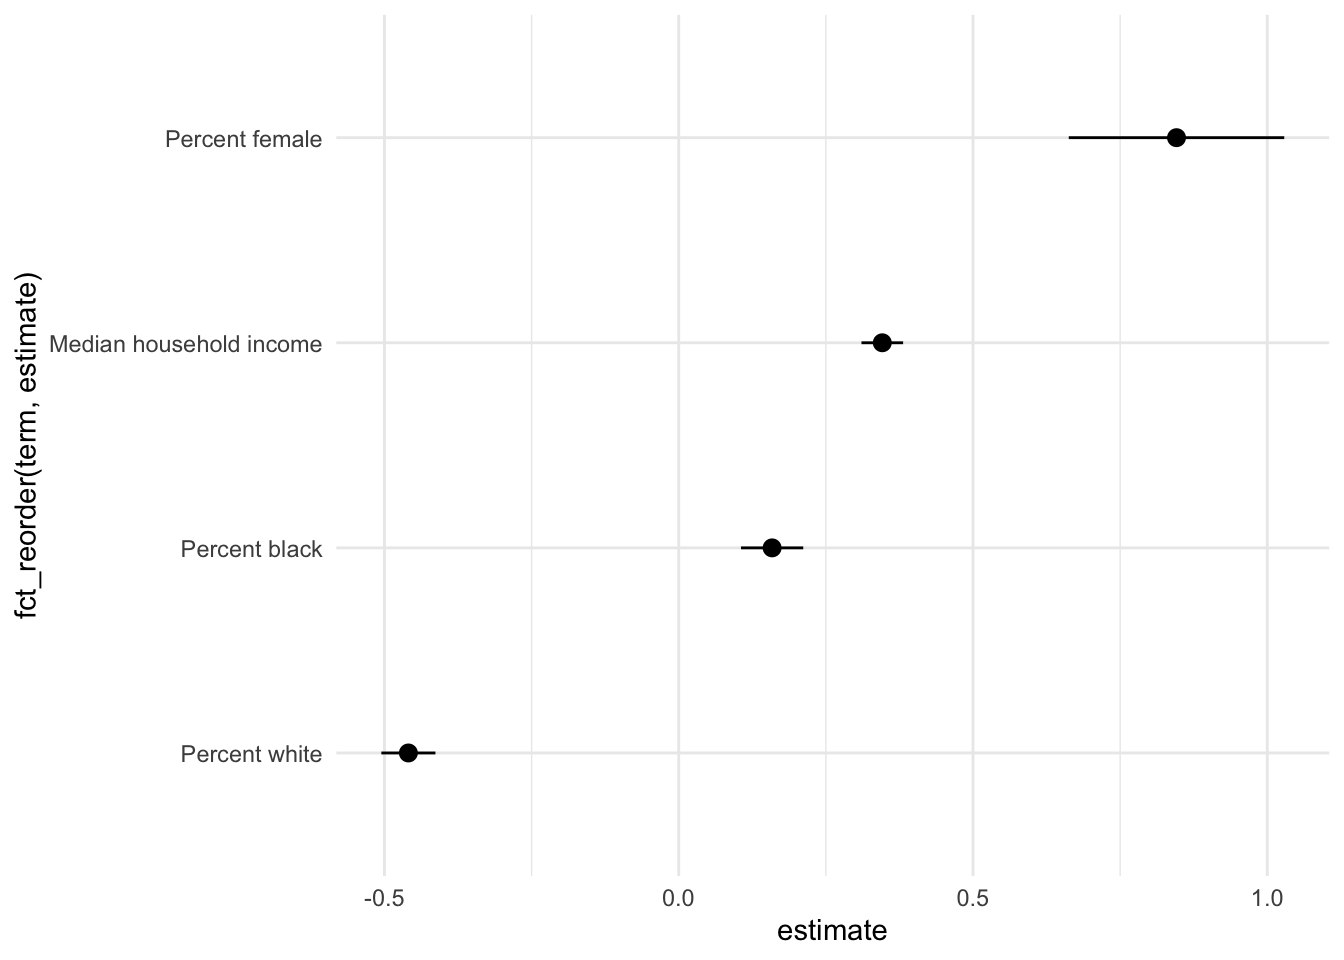 fct_reorder(term, estimate)
Percent female
Median household income
Percent black
Percent white
-0.5
0.0
0.5
1.0
estimate